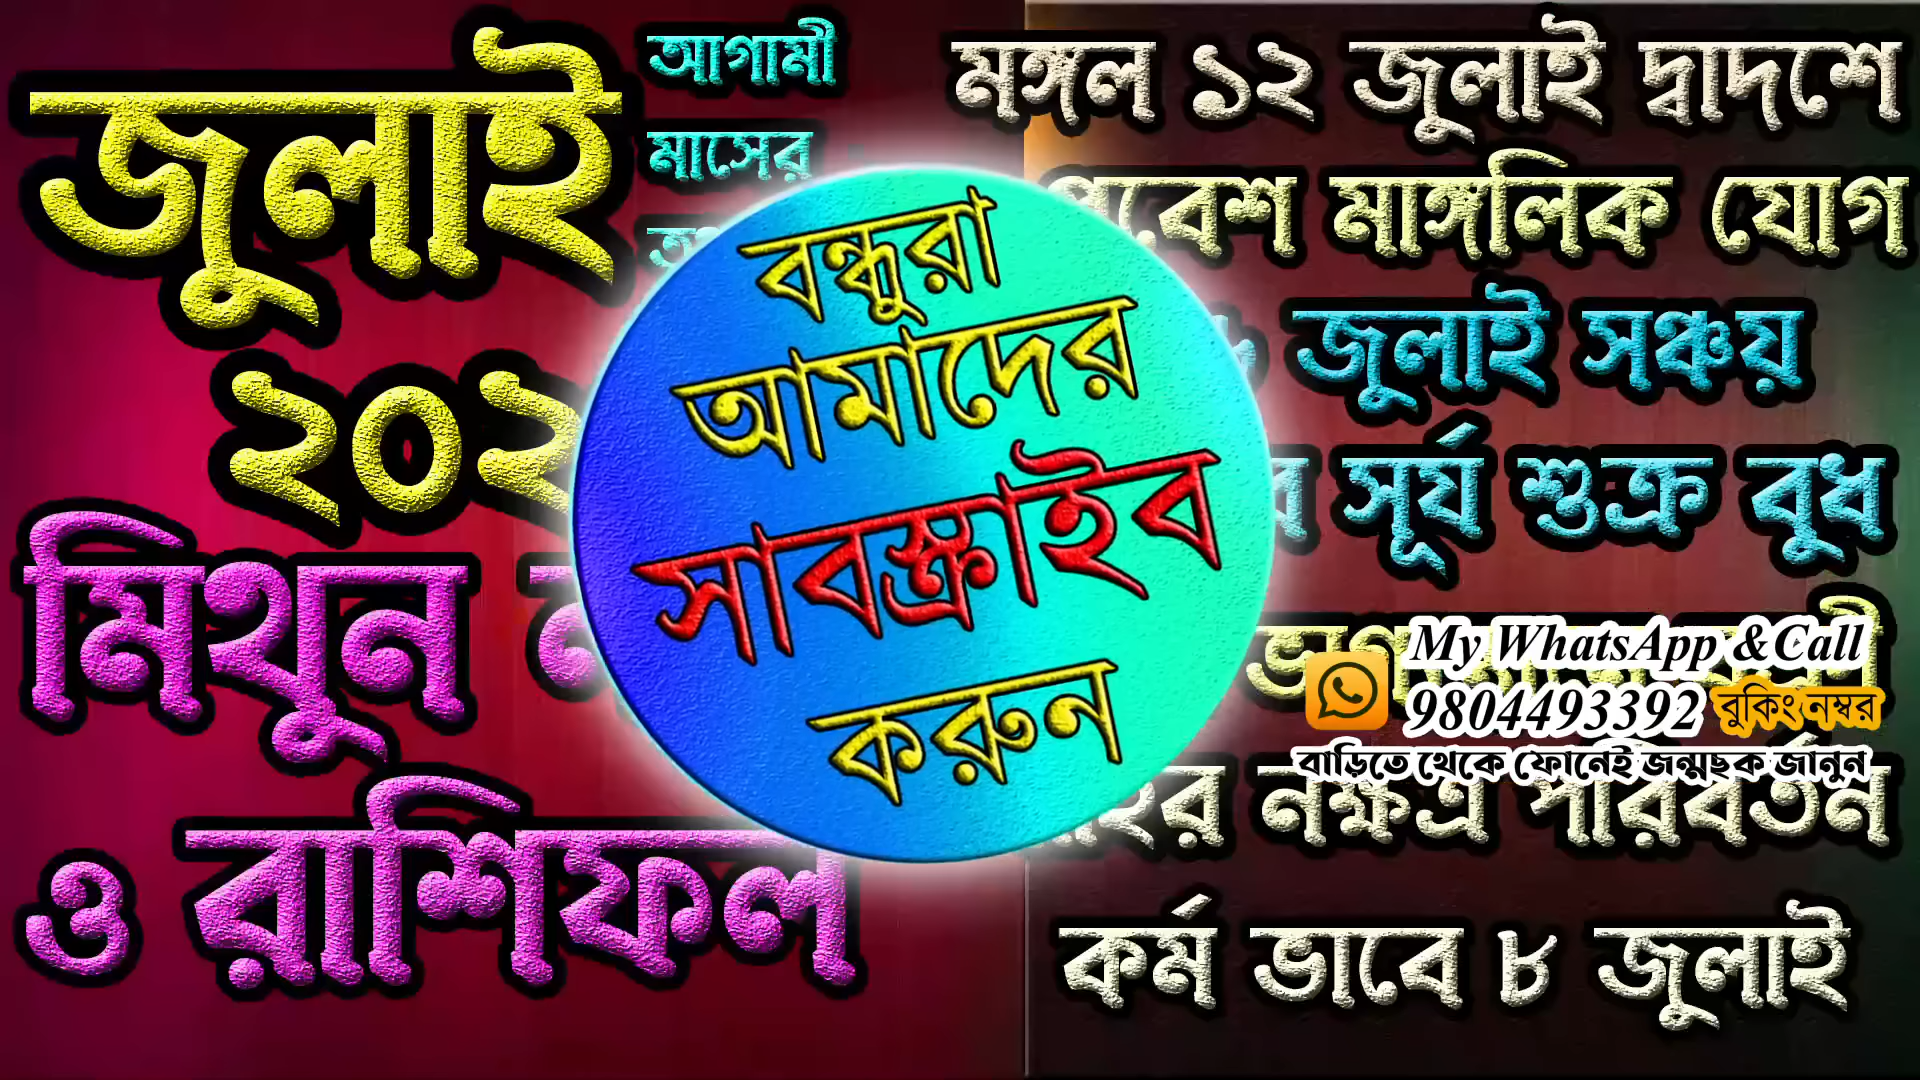 জুলাই
আগামী
মাসের
মিথুন
ও রাশিফল
বন্ধুরা
আমাদের
সাবস্ক্রাইব
করুন
মঙ্গল ১২ জুলাই দ্বাদশে
প্রবেশ মাঙ্গলিক যোগ
জুলাই সঞ্চয়
সূর্য শুক্র বুধ
My WhatsApp &Call
9804493392 বুকিং নম্বর
বাড়িতে থেকে ফোনেই জন্মছক জানুন
নক্ষত্র পরিবর্তন
কর্ম ভাবে ৮ জুলাই